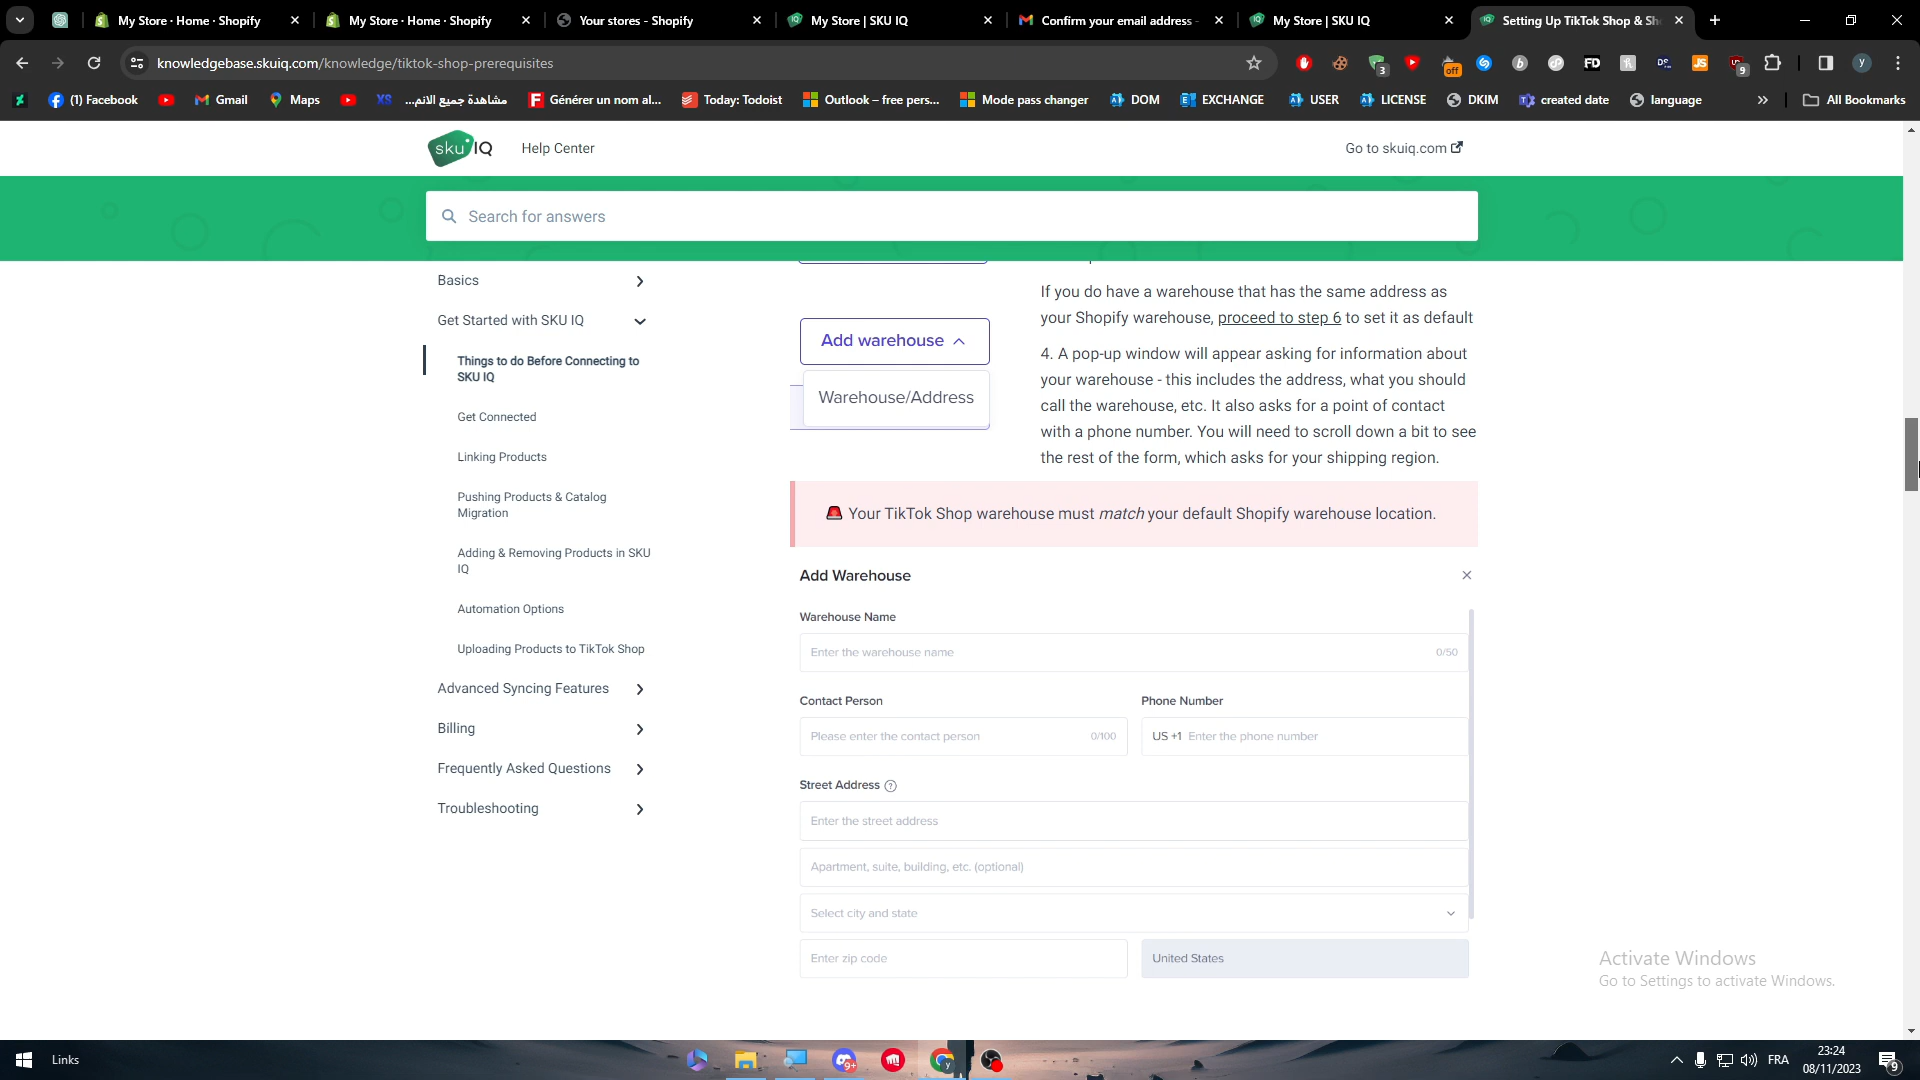 My Store · Home · Shopify
My Store · Home · Shopify
Your stores - Shopify
My Store | SKU IQ
Confirm your email address -
My Store | SKU IQ
Setting Up TikTok Shop & Sh
knowledgebase.skuiq.com/knowledge/tiktok-shop-prerequisites
3
off
FD
JS
9
y
(1) Facebook
Gmail
Maps
XS
مشاهدة جميع الانم...
Générer un nom al...
Today: Todoist
Outlook – free pers...
Mode pass changer
DOM
EXCHANGE
USER
LICENSE
DKIM
created date
language
»
All Bookmarks
sku IQ
Help Center
Go to skuiq.com
Search for answers
Basics
Get Started with SKU IQ
Things to do Before Connecting to
SKU IQ
Get Connected
Linking Products
Pushing Products & Catalog
Migration
Adding & Removing Products in SKU
IQ
Automation Options
Uploading Products to TikTok Shop
Advanced Syncing Features
Billing
Frequently Asked Questions
Troubleshooting
Add warehouse
Warehouse/Address
If you do have a warehouse that has the same address as
your Shopify warehouse, proceed to step 6 to set it as default
4. A pop-up window will appear asking for information about
your warehouse - this includes the address, what you should
call the warehouse, etc. It also asks for a point of contact
with a phone number. You will need to scroll down a bit to see
the rest of the form, which asks for your shipping region.
🚨 Your TikTok Shop warehouse must match your default Shopify warehouse location.
Add Warehouse
Warehouse Name
Enter the warehouse name 0/50
Contact Person Phone Number
Please enter the contact person 0/100 US +1 Enter the phone number
Street Address ?
Enter the street address
Apartment, suite, building, etc. (optional)
Select city and state
Enter zip code United States
Activate Windows
Go to Settings to activate Windows.
Links
9+
FRA
23:24
08/11/2023
9